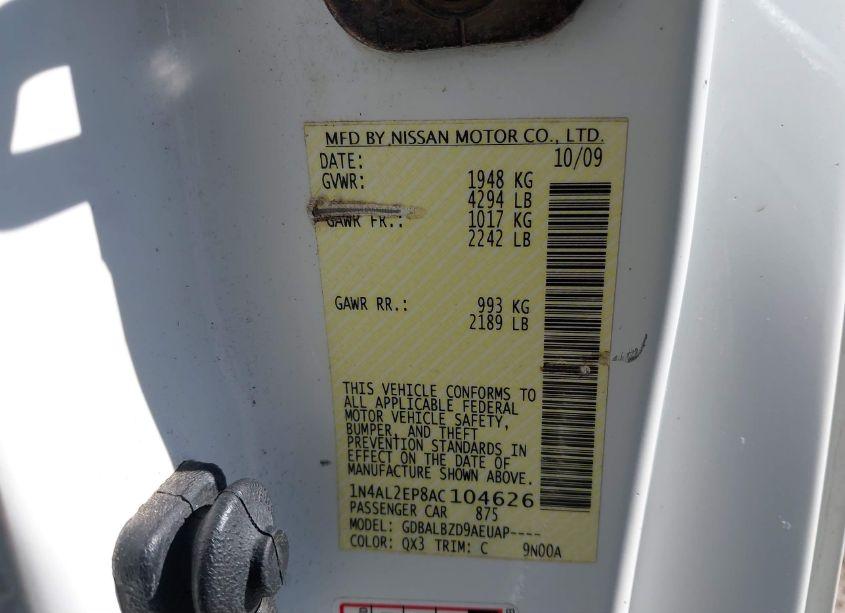 MFD BY NISSAN MOTOR CO., LTD.
DATE: 10/09
GVWR: 1948 KG
4294 LB
GAWR FR.: 1017 KG
2242 LB
GAWR RR.: 993 KG
2189 LB
THIS VEHICLE CONFORMS TO
ALL APPLICABLE FEDERAL
MOTOR VEHICLE SAFETY,
BUMPER, AND THEFT
PREVENTION STANDARDS IN
EFFECT ON THE DATE OF
MANUFACTURE SHOWN ABOVE.
1N4AL2EP8AC104626
PASSENGER CAR 875
MODEL: GDBALBZD9AEUAP----
COLOR: QX3 TRIM: C 9N00A